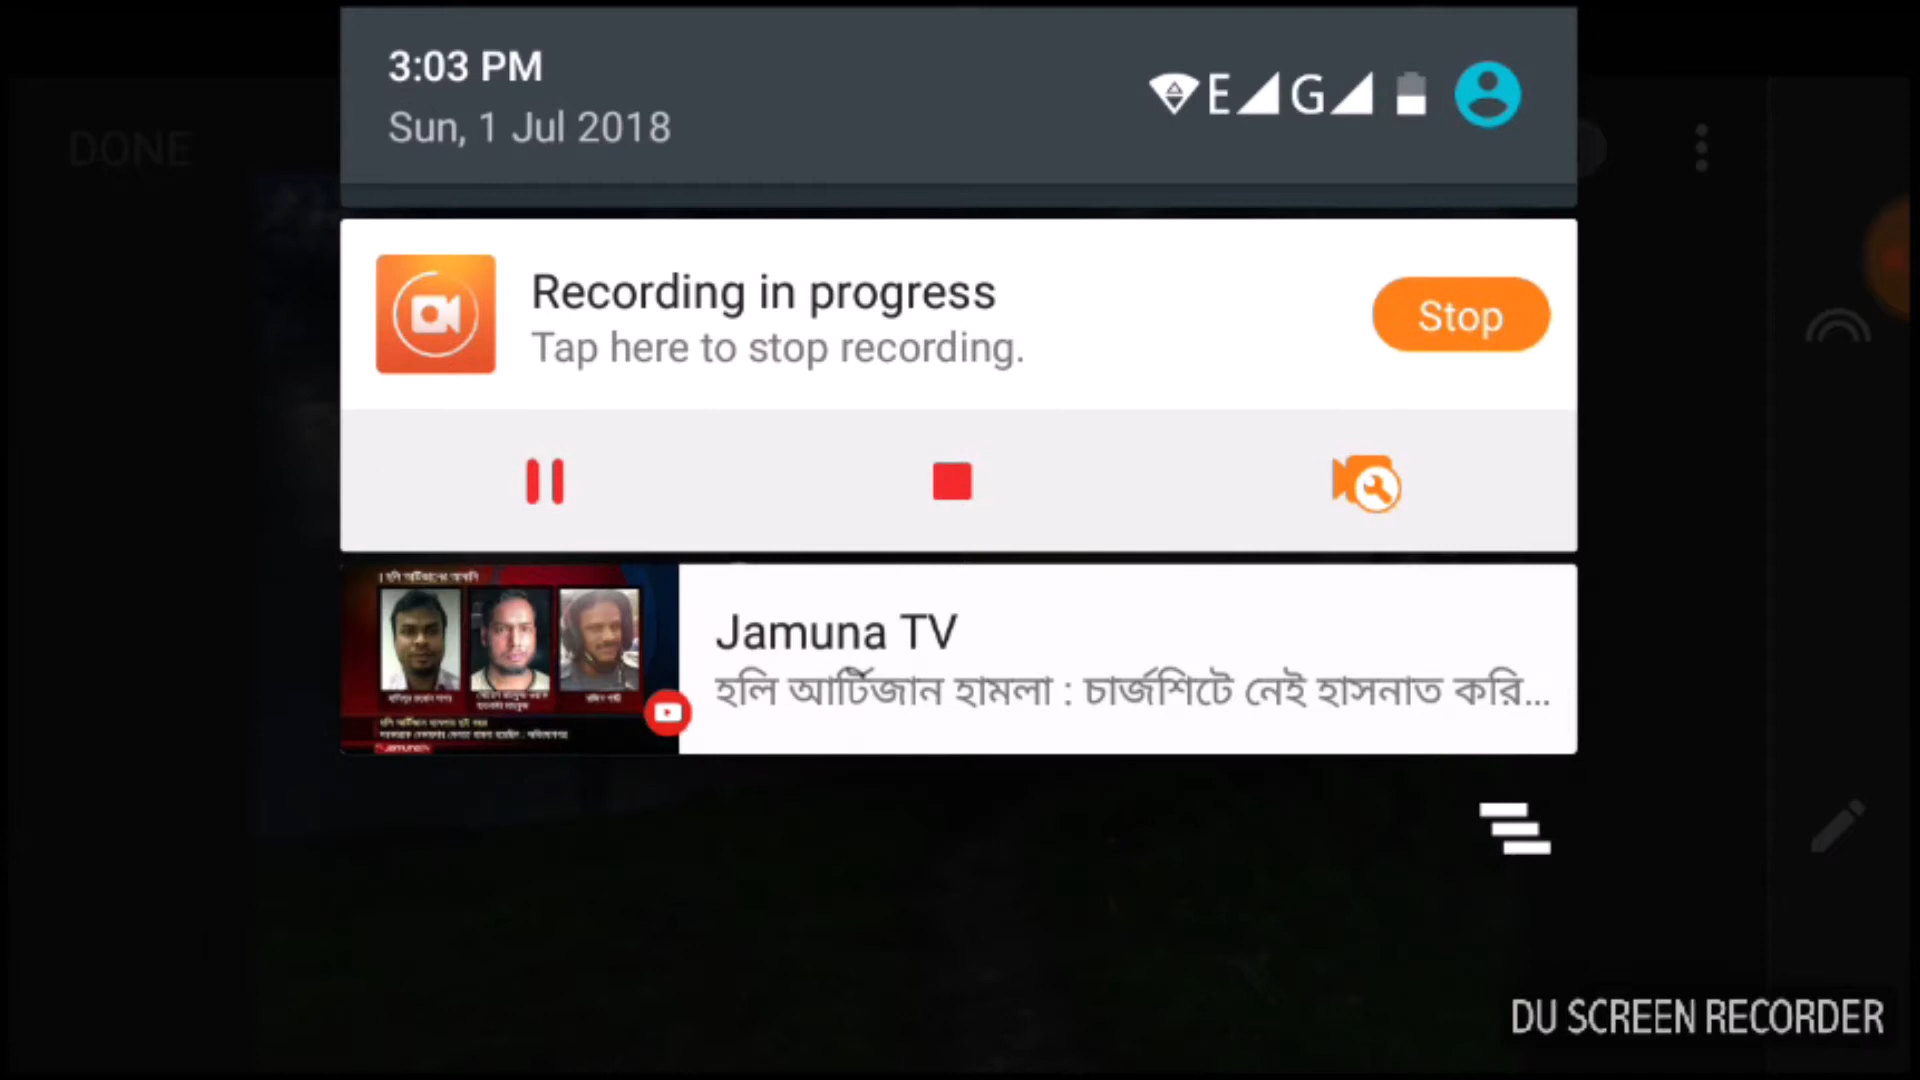 3:03 PM
E G
Sun, 1 Jul 2018
DONE
Recording in progress
Tap here to stop recording.
Stop
Jamuna TV
হলি আর্টিজান হামলা : চার্জশিটে নেই হাসনাত করি...
DU SCREEN RECORDER